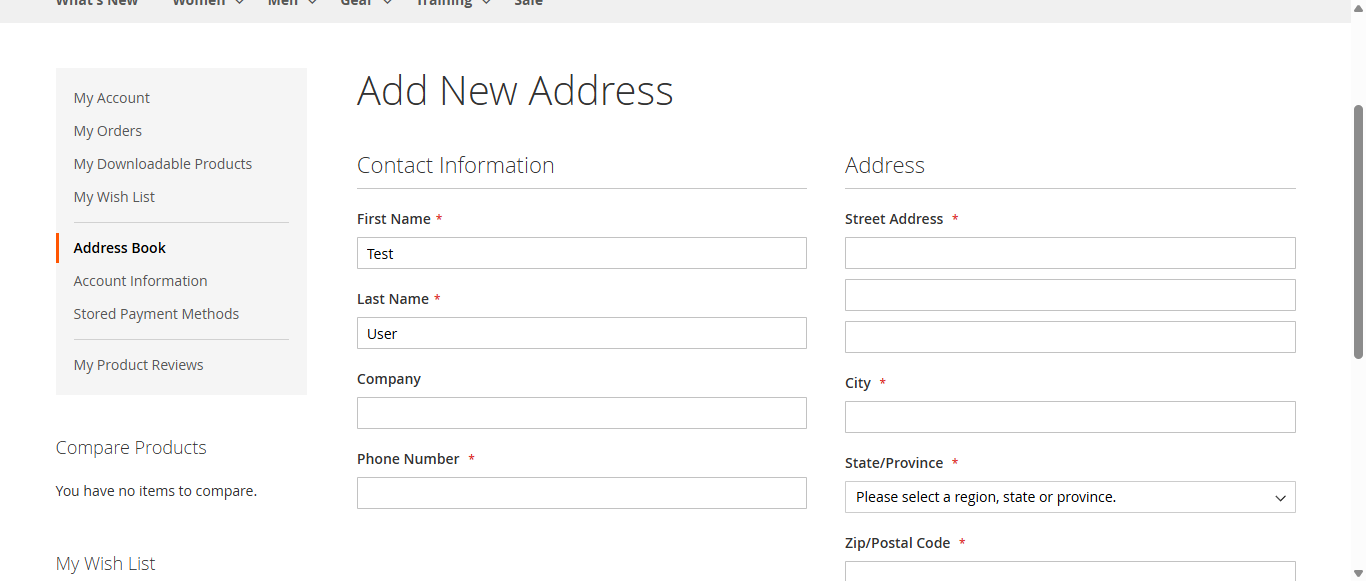 What's New Women Men Gear Training Sale
My Account
My Orders
My Downloadable Products
My Wish List
Address Book
Account Information
Stored Payment Methods
My Product Reviews
Compare Products
You have no items to compare.
My Wish List
Add New Address
Contact Information
First Name *
Test
Last Name *
User
Company
Phone Number *
Address
Street Address *
City *
State/Province *
Please select a region, state or province.
Zip/Postal Code *